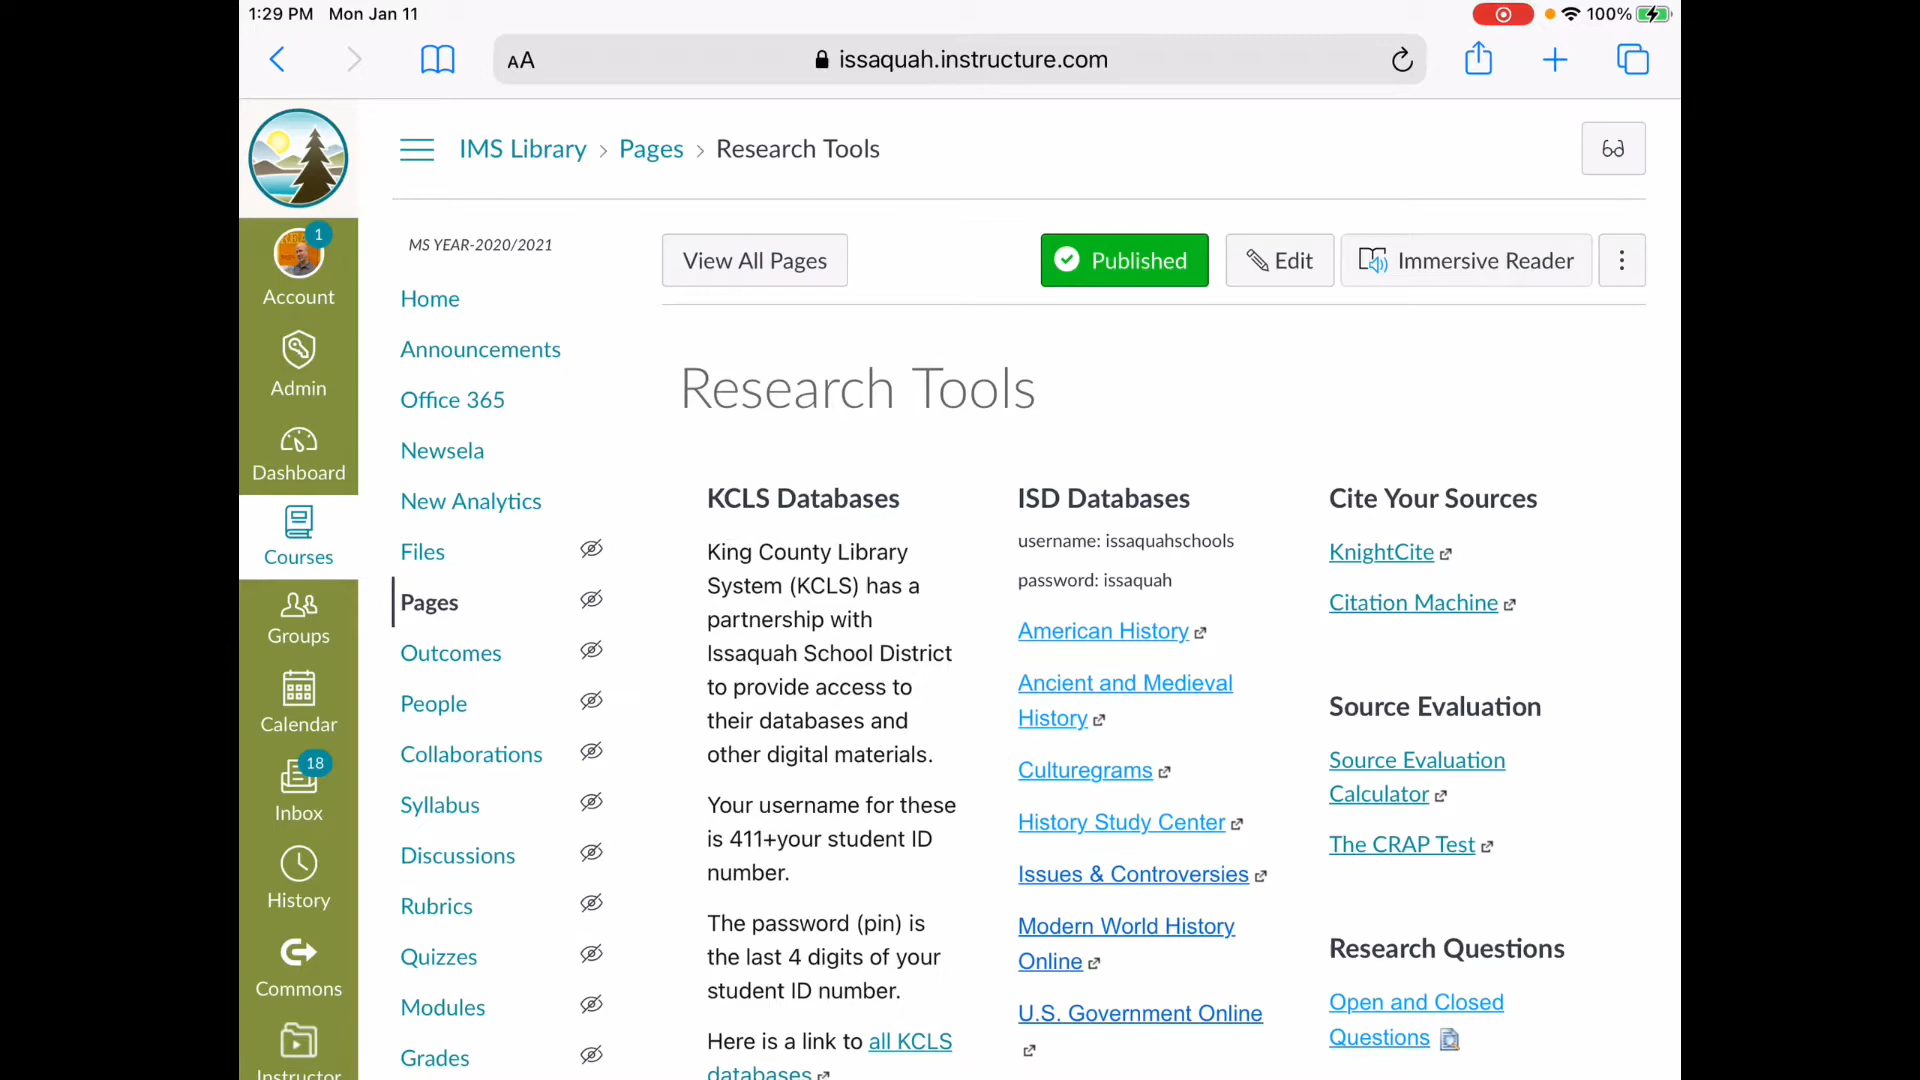 1:29 PM Mon Jan 11
100%
AA
issaquah.instructure.com
IMS Library > Pages > Research Tools
1
Account
Admin
Dashboard
Courses
Groups
Calendar
18
Inbox
History
Commons
Instructor
MS YEAR-2020/2021
Home
Announcements
Office 365
Newsela
New Analytics
Files
Pages
Outcomes
People
Collaborations
Syllabus
Discussions
Rubrics
Quizzes
Modules
Grades
View All Pages
Published
Edit
Immersive Reader
Research Tools
KCLS Databases
King County Library
System (KCLS) has a
partnership with
Issaquah School District
to provide access to
their databases and
other digital materials.
Your username for these
is 411+your student ID
number.
The password (pin) is
the last 4 digits of your
student ID number.
Here is a link to all KCLS
databases
ISD Databases
username: issaquahschools
password: issaquah
American History
Ancient and Medieval
History
Culturegrams
History Study Center
Issues & Controversies
Modern World History
Online
U.S. Government Online
Cite Your Sources
KnightCite
Citation Machine
Source Evaluation
Source Evaluation
Calculator
The CRAP Test
Research Questions
Open and Closed
Questions